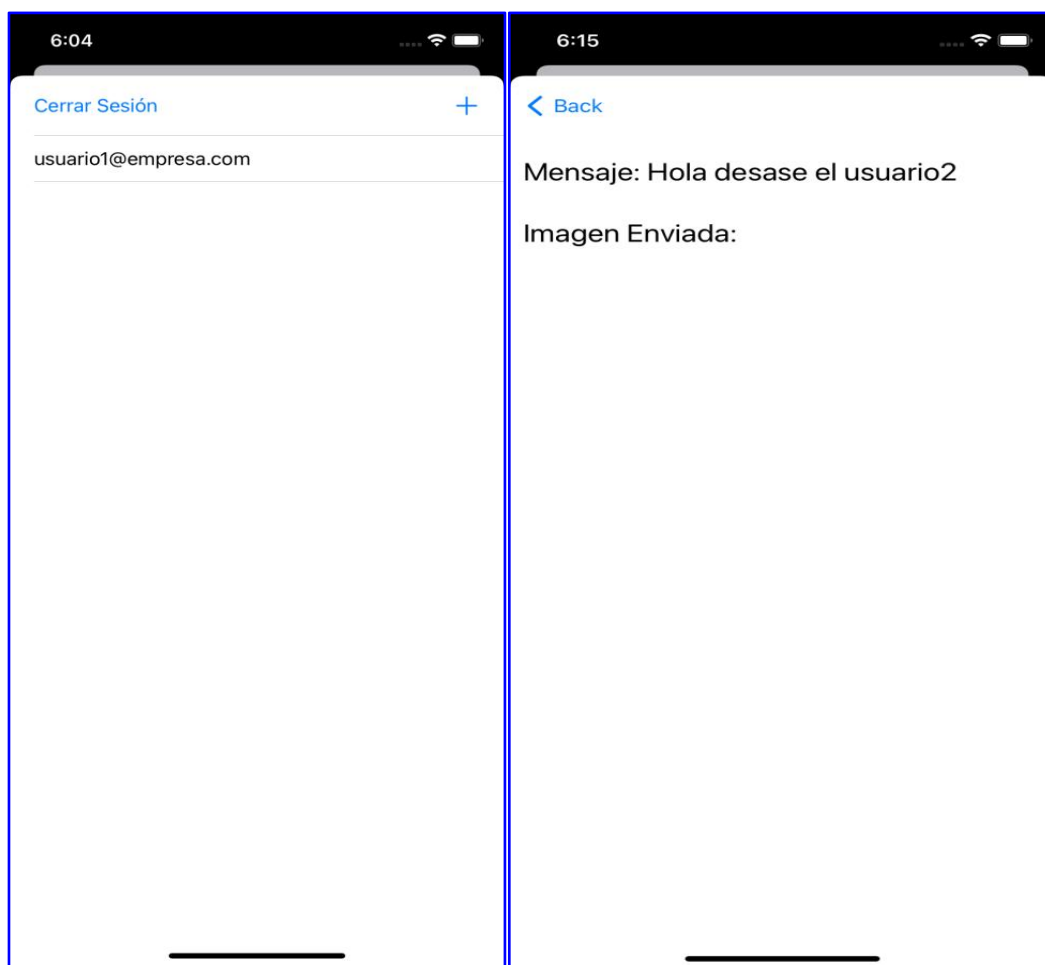 6:04
Cerrar Sesión +
usuario1@empresa.com
6:15
Back
Mensaje: Hola desase el usuario2
Imagen Enviada: